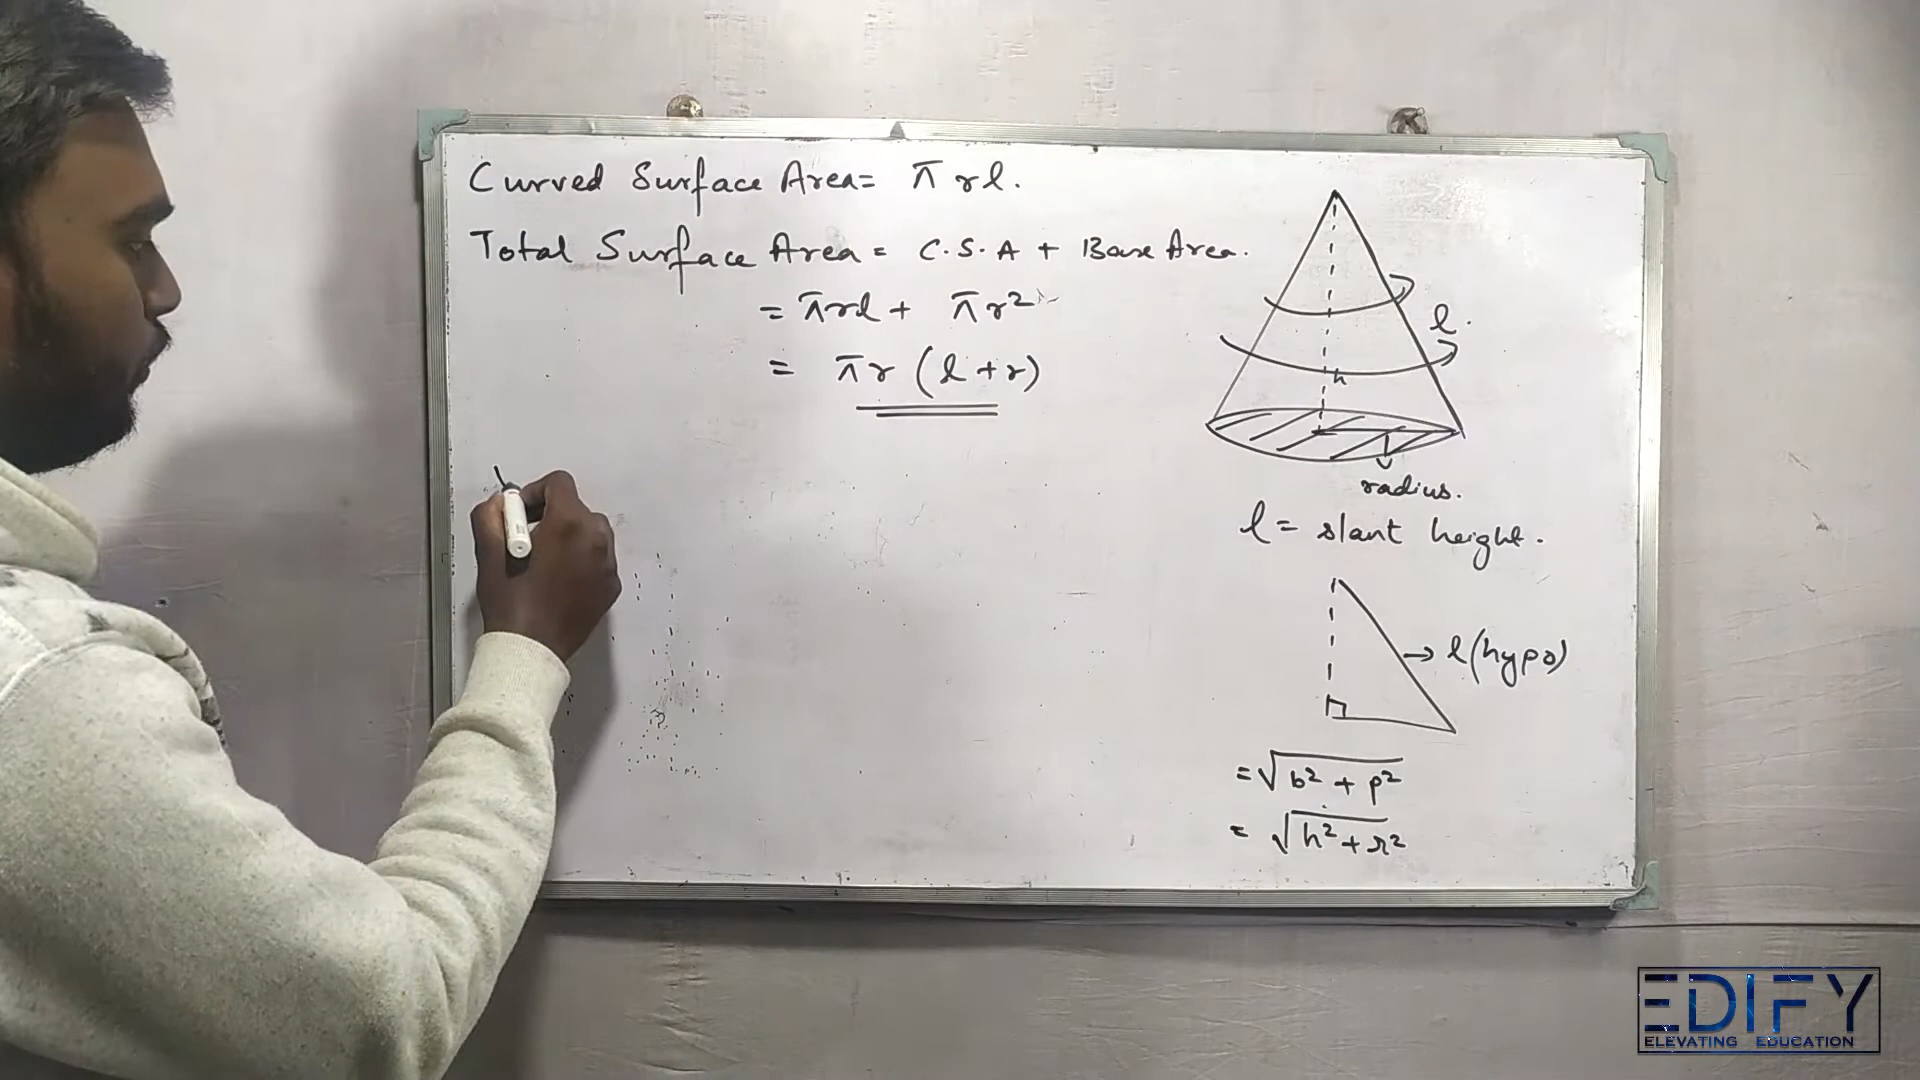 Curved Surface Area= πrl.
Total Surface Area = C.S.A + Base Area.
= πrl + πr²
= πr (l+r)
l.
h
radius.
l = slant height.
→ l(hypo)
= √b² + p²
= √h² + r²
EDIFY
ELEVATING EDUCATION